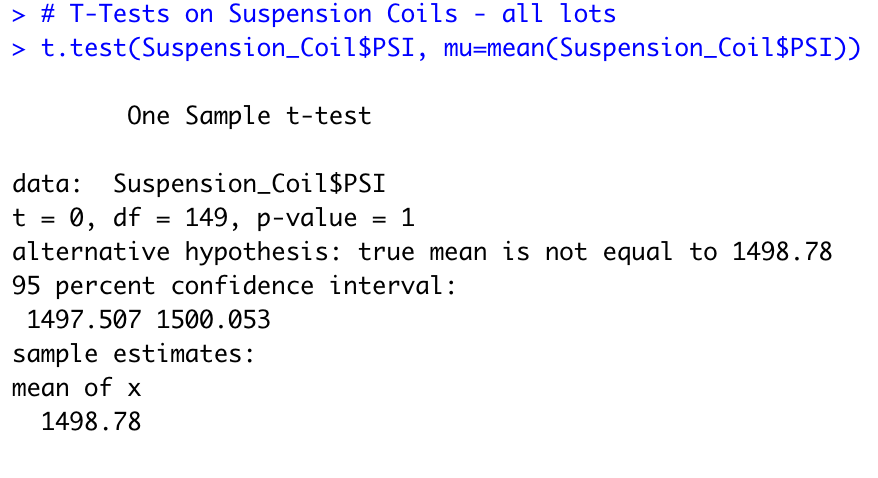 > # T-Tests on Suspension Coils - all lots
> t.test(Suspension_Coil$PSI, mu=mean(Suspension_Coil$PSI))
One Sample t-test
data:  Suspension_Coil$PSI
t = 0, df = 149, p-value = 1
alternative hypothesis: true mean is not equal to 1498.78
95 percent confidence interval:
1497.507 1500.053
sample estimates:
mean of x
1498.78